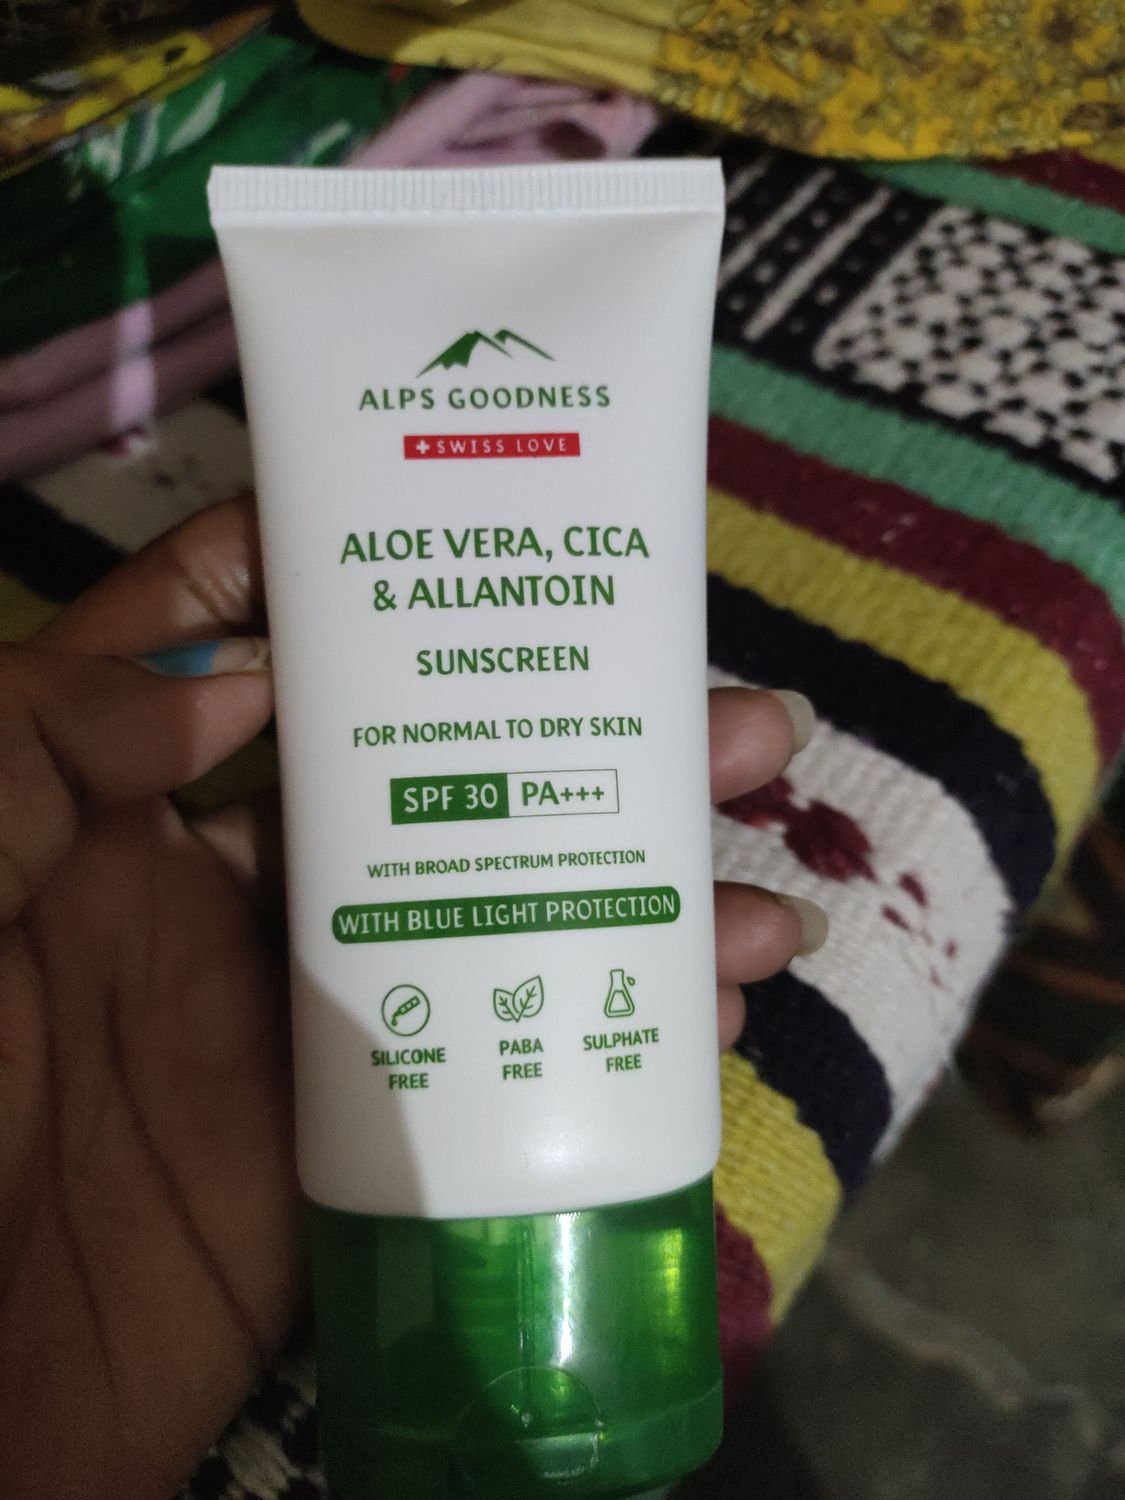 ALPS GOODNESS
+ SWISS LOVE
ALOE VERA, CICA
& ALLANTOIN
SUNSCREEN
FOR NORMAL TO DRY SKIN
SPF 30 PA+++
WITH BROAD SPECTRUM PROTECTION
WITH BLUE LIGHT PROTECTION
SILICONE
FREE
PABA
FREE
SULPHATE
FREE